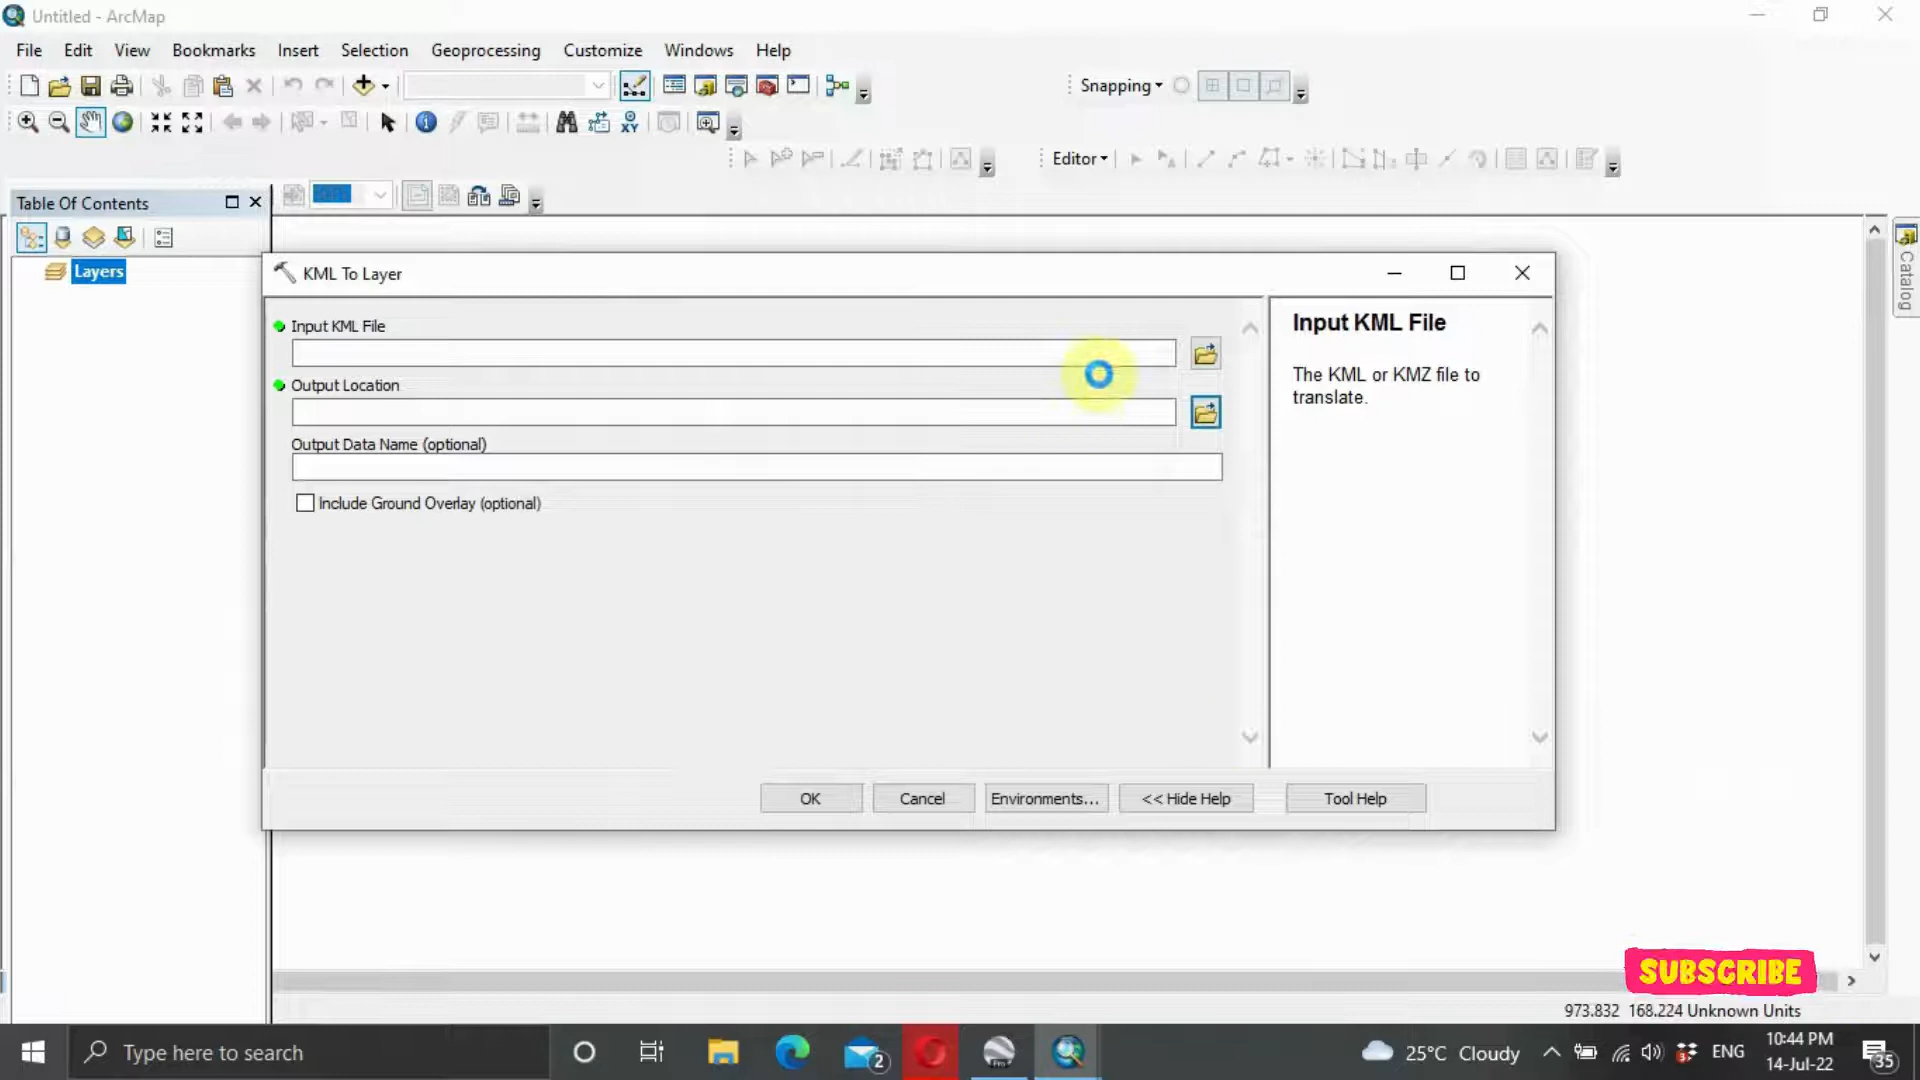 Untitled - ArcMap
File Edit View Bookmarks Insert Selection Geoprocessing Customize Windows Help
Snapping
XY
Editor
Table Of Contents
Layers
Catalog
KML To Layer
Input KML File
Output Location
Output Data Name (optional)
Include Ground Overlay (optional)
Input KML File
The KML or KMZ file to
translate.
OK Cancel Environments... << Hide Help Tool Help
SUBSCRIBE
973.832 168.224 Unknown Units
Type here to search
2
25°C Cloudy
ENG
10:44 PM
14-Jul-22
35